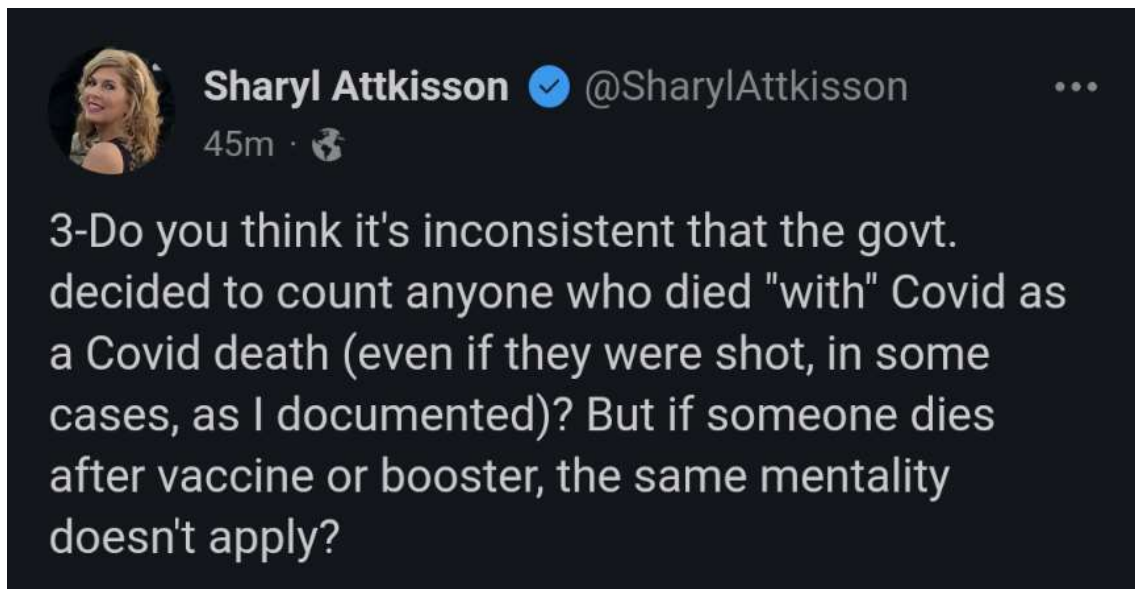 Sharyl Attkisson @SharylAttkisson
45m ·
3-Do you think it's inconsistent that the govt.
decided to count anyone who died "with" Covid as
a Covid death (even if they were shot, in some
cases, as I documented)? But if someone dies
after vaccine or booster, the same mentality
doesn't apply?